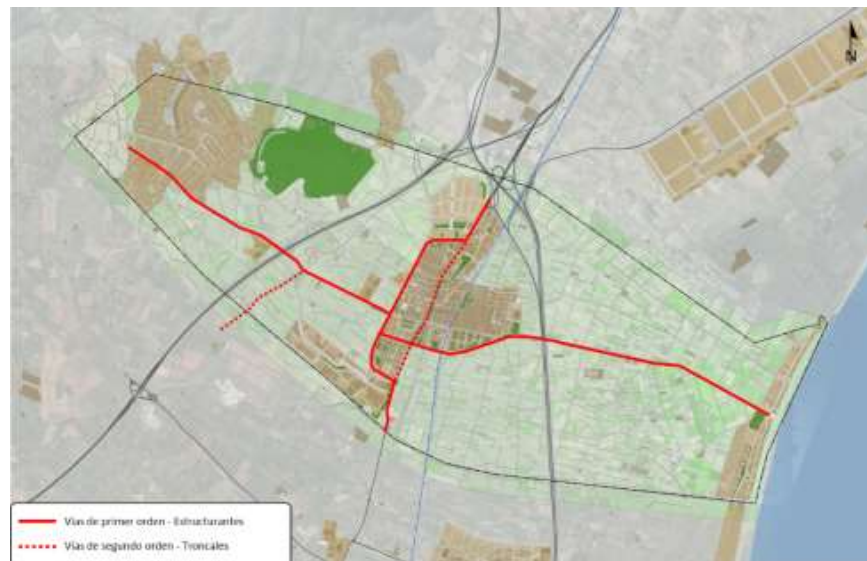 N
Vías de primer orden - Estructurantes
Vías de segundo orden - Troncales